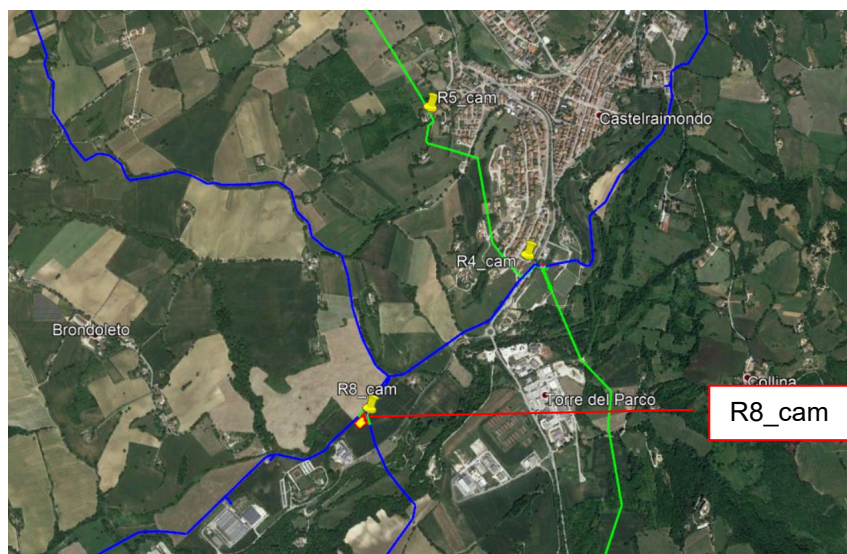 R5_cam
Castelraimondo
R4_cam
Brondoleto
R8_cam
Collina
Torre del Parco
R8_cam